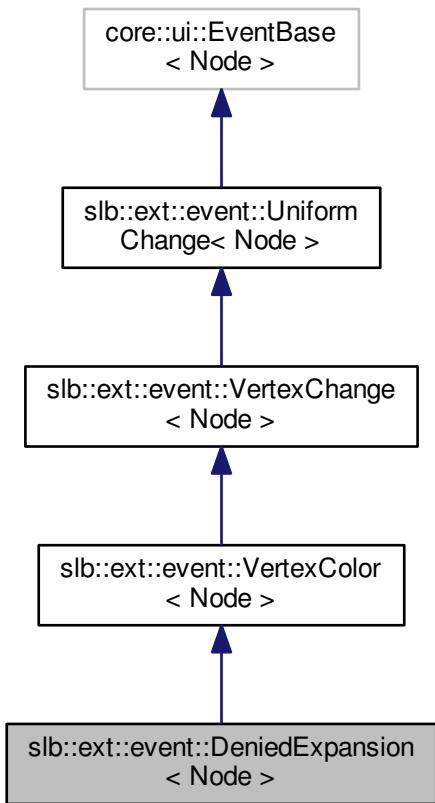 core::ui::EventBase
< Node >
slb::ext::event::Uniform
Change< Node >
slb::ext::event::VertexChange
< Node >
slb::ext::event::VertexColor
< Node >
slb::ext::event::DeniedExpansion
< Node >